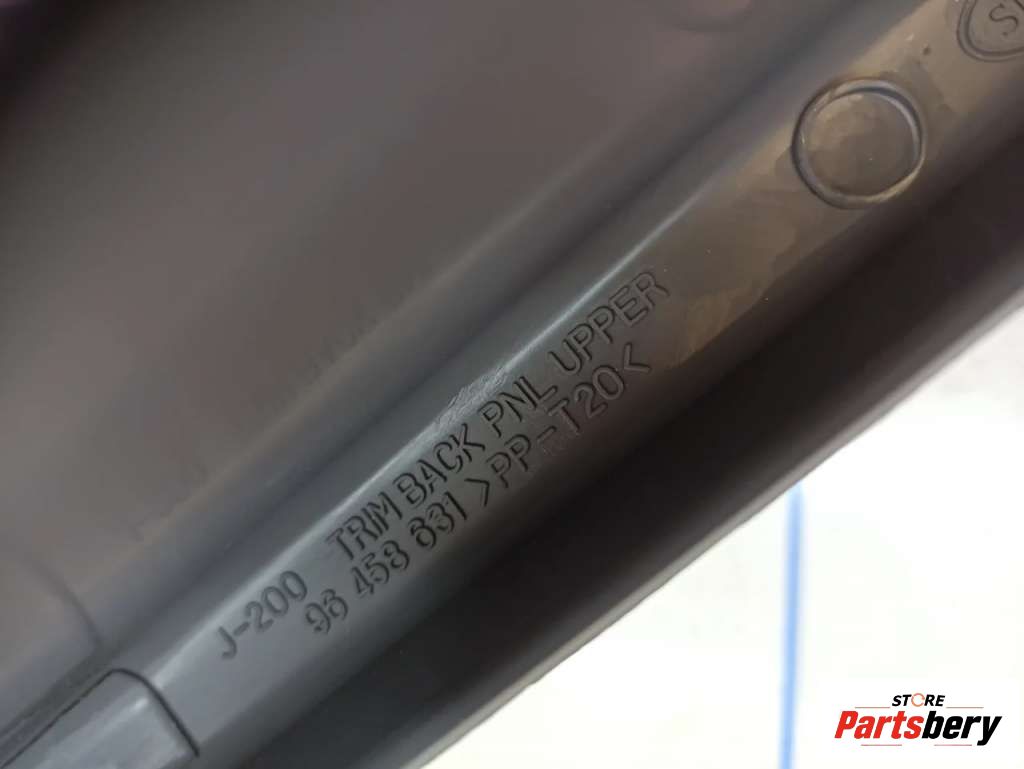 J-200 TRIM BACK PNL UPPER
96 458 631 >PP-T20<
STORE
Partsbery